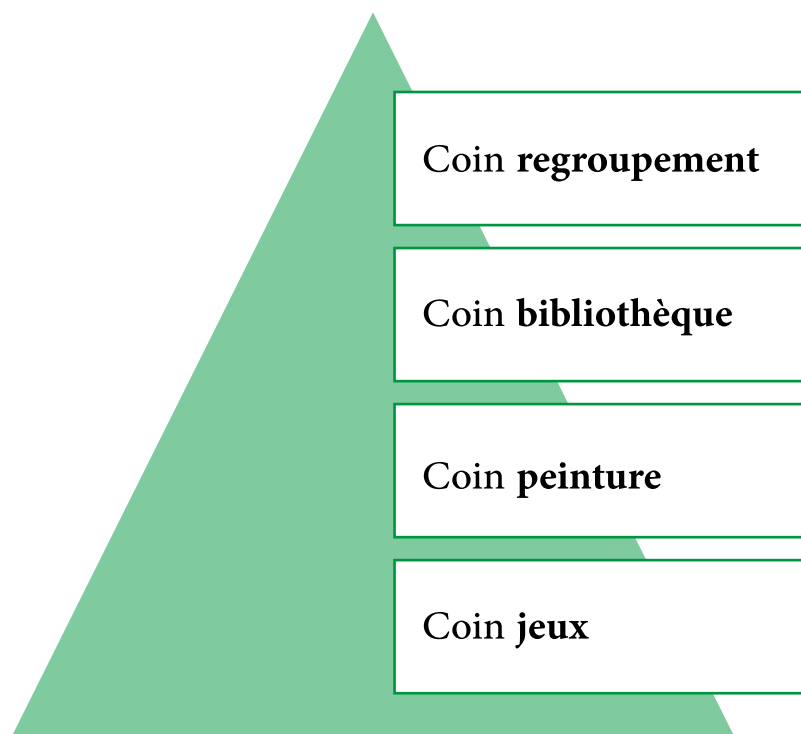 Coin regroupement
Coin bibliothèque
Coin peinture
Coin jeux